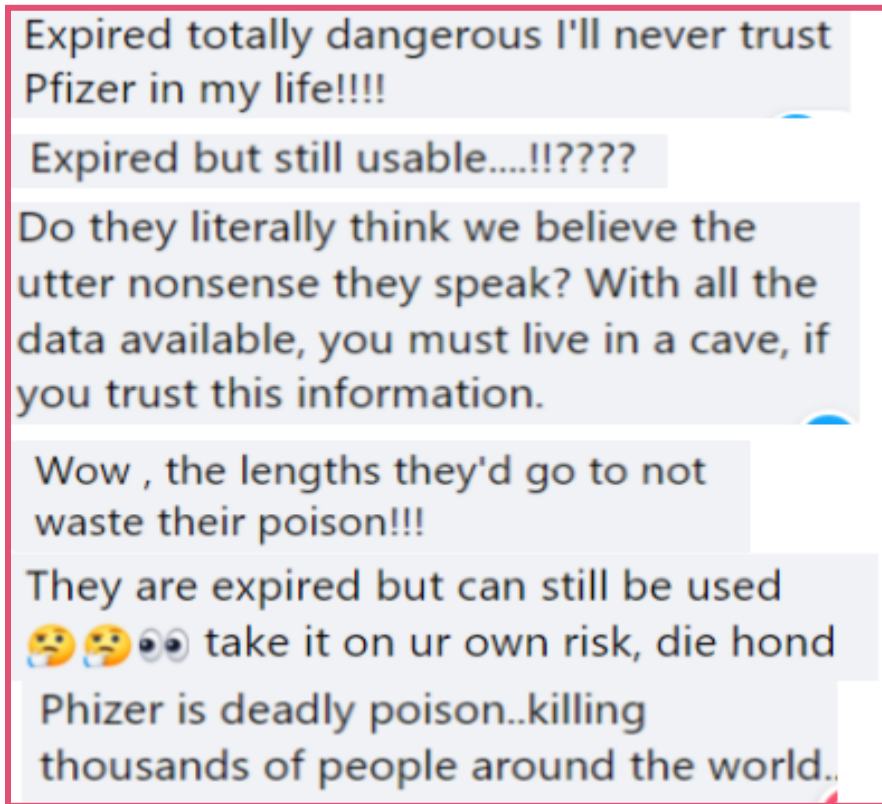 Expired totally dangerous I'll never trust
Pfizer in my life!!!!
Expired but still usable....!!????
Do they literally think we believe the
utter nonsense they speak? With all the
data available, you must live in a cave, if
you trust this information.
Wow , the lengths they'd go to not
waste their poison!!!
They are expired but can still be used
🤔🤔👀 take it on ur own risk, die hond
Phizer is deadly poison..killing
thousands of people around the world..